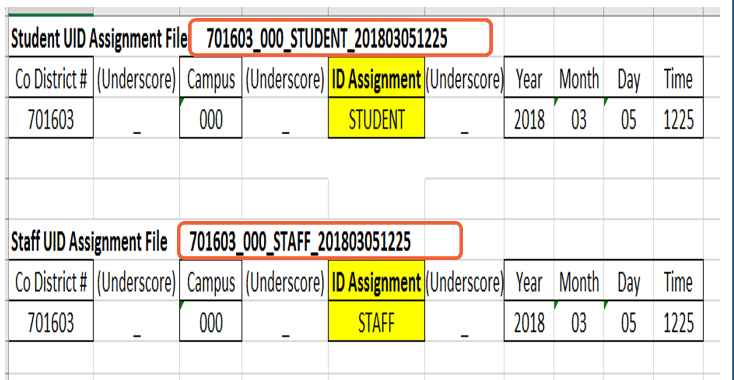 Student UID Assignment File 701603_000_STUDENT_201803051225
Co District # (Underscore) Campus (Underscore) ID Assignment (Underscore) Year Month Day Time
701603 _ 000 _ STUDENT _ 2018 03 05 1225
Staff UID Assignment File 701603_000_STAFF_201803051225
Co District # (Underscore) Campus (Underscore) ID Assignment (Underscore) Year Month Day Time
701603 _ 000 _ STAFF _ 2018 03 05 1225